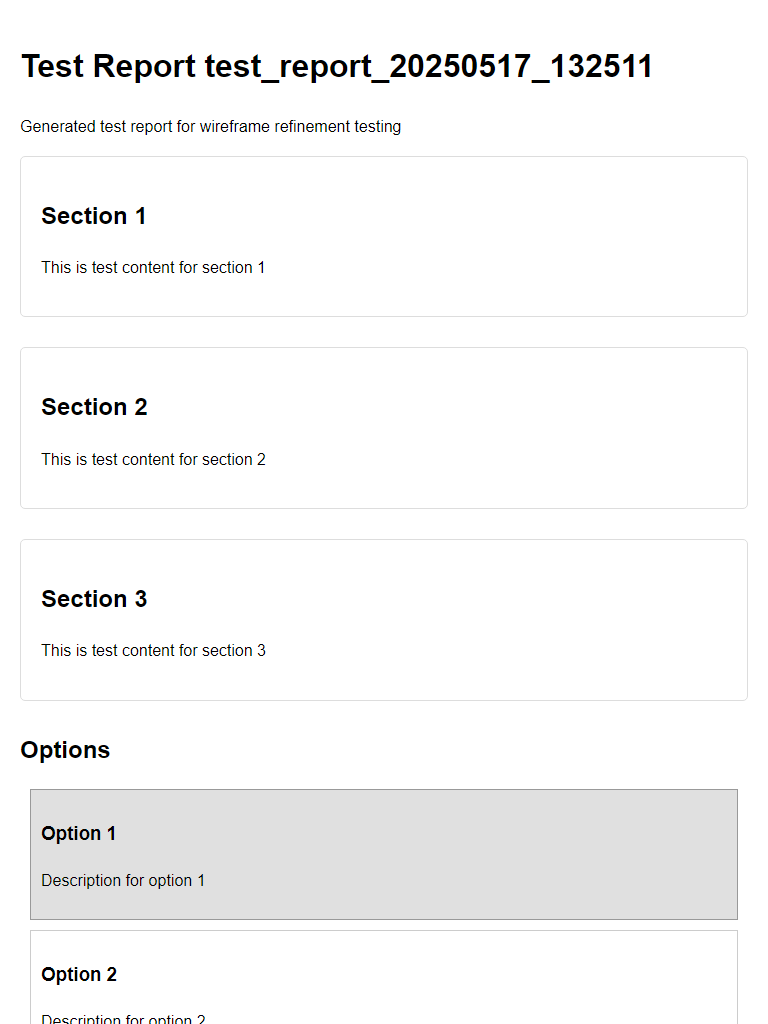 Test Report test_report_20250517_132511
Generated test report for wireframe refinement testing
Section 1
This is test content for section 1
Section 2
This is test content for section 2
Section 3
This is test content for section 3
Options
Option 1
Description for option 1
Option 2
Description for option 2